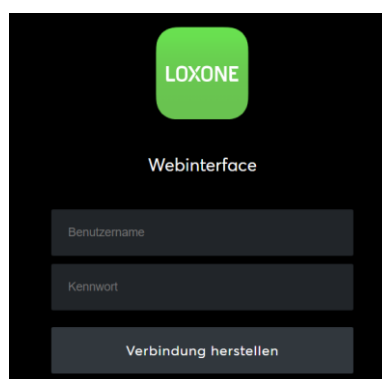 LOXONE
Webinterface
Benutzername
Kennwort
Verbindung herstellen